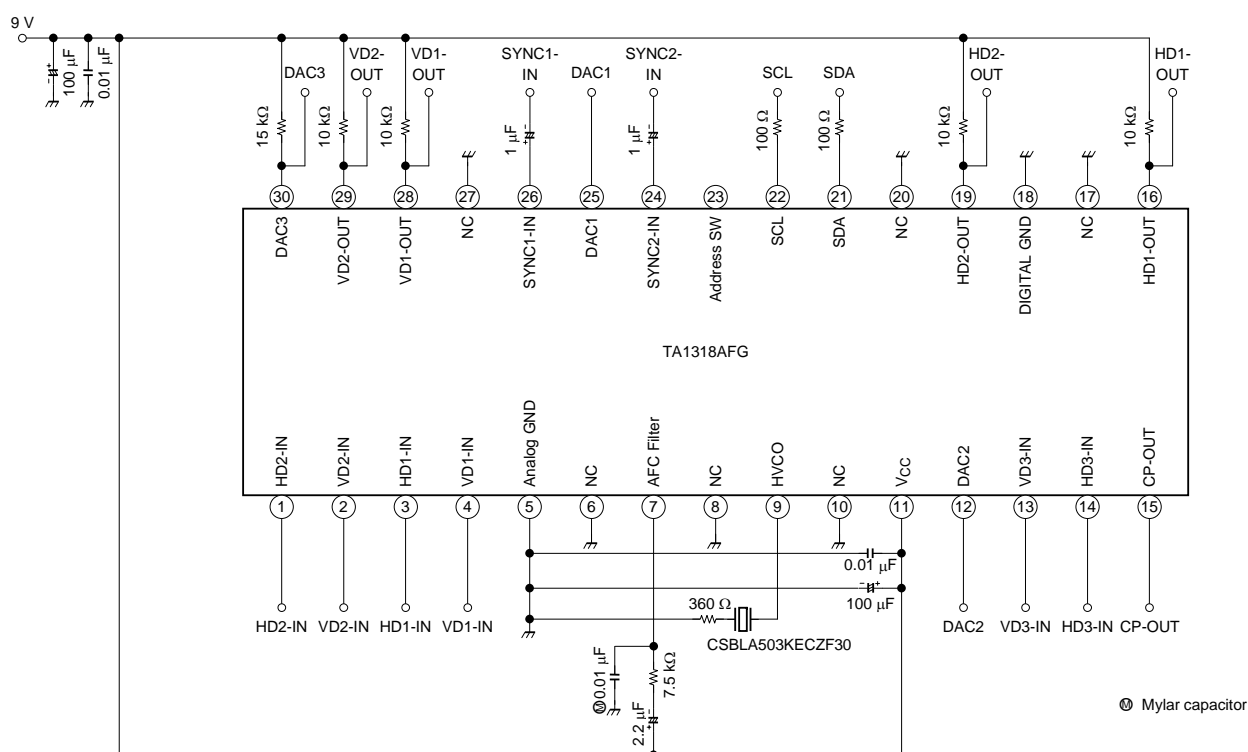 9 V
100 µF
0.01 µF
15 kΩ
DAC3
10 kΩ
VD2-
OUT
10 kΩ
VD1-
OUT
SYNC1-
IN
1 µF
DAC1
SYNC2-
IN
1 µF
SCL
100 Ω
SDA
100 Ω
10 kΩ
HD2-
OUT
10 kΩ
HD1-
OUT
30
29
28
27
26
25
24
23
22
21
20
19
18
17
16
DAC3
VD2-OUT
VD1-OUT
NC
SYNC1-IN
DAC1
SYNC2-IN
Address SW
SCL
SDA
NC
HD2-OUT
DIGITAL GND
NC
HD1-OUT
TA1318AFG
HD2-IN
VD2-IN
HD1-IN
VD1-IN
Analog GND
NC
AFC Filter
NC
HVCO
NC
VCC
DAC2
VD3-IN
HD3-IN
CP-OUT
1
2
3
4
5
6
7
8
9
10
11
12
13
14
15
0.01 µF
100 µF
360 Ω
CSBLA503KECZF30
HD2-IN
VD2-IN
HD1-IN
VD1-IN
DAC2
VD3-IN
HD3-IN
CP-OUT
Ⓜ 0.01 µF
7.5 kΩ
2.2 µF
Ⓜ Mylar capacitor